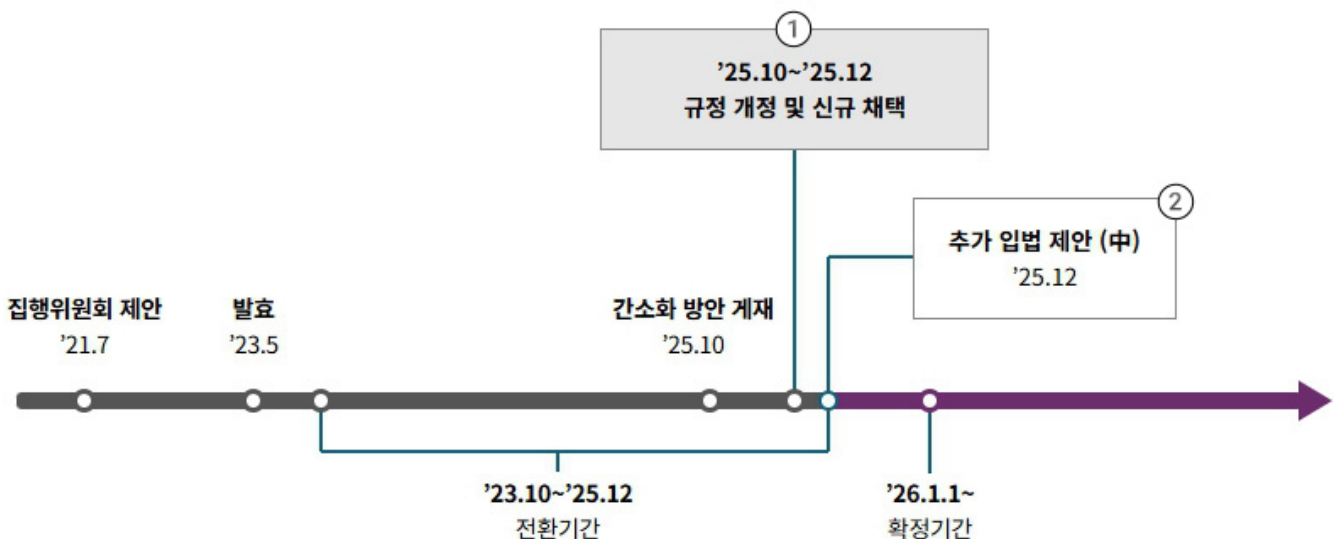 ①
’25.10~’25.12
규정 개정 및 신규 채택
②
추가 입법 제안 (中)
’25.12
집행위원회 제안
’21.7
발효
’23.5
간소화 방안 게재
’25.10
’23.10~’25.12
전환기간
’26.1.1~
확정기간